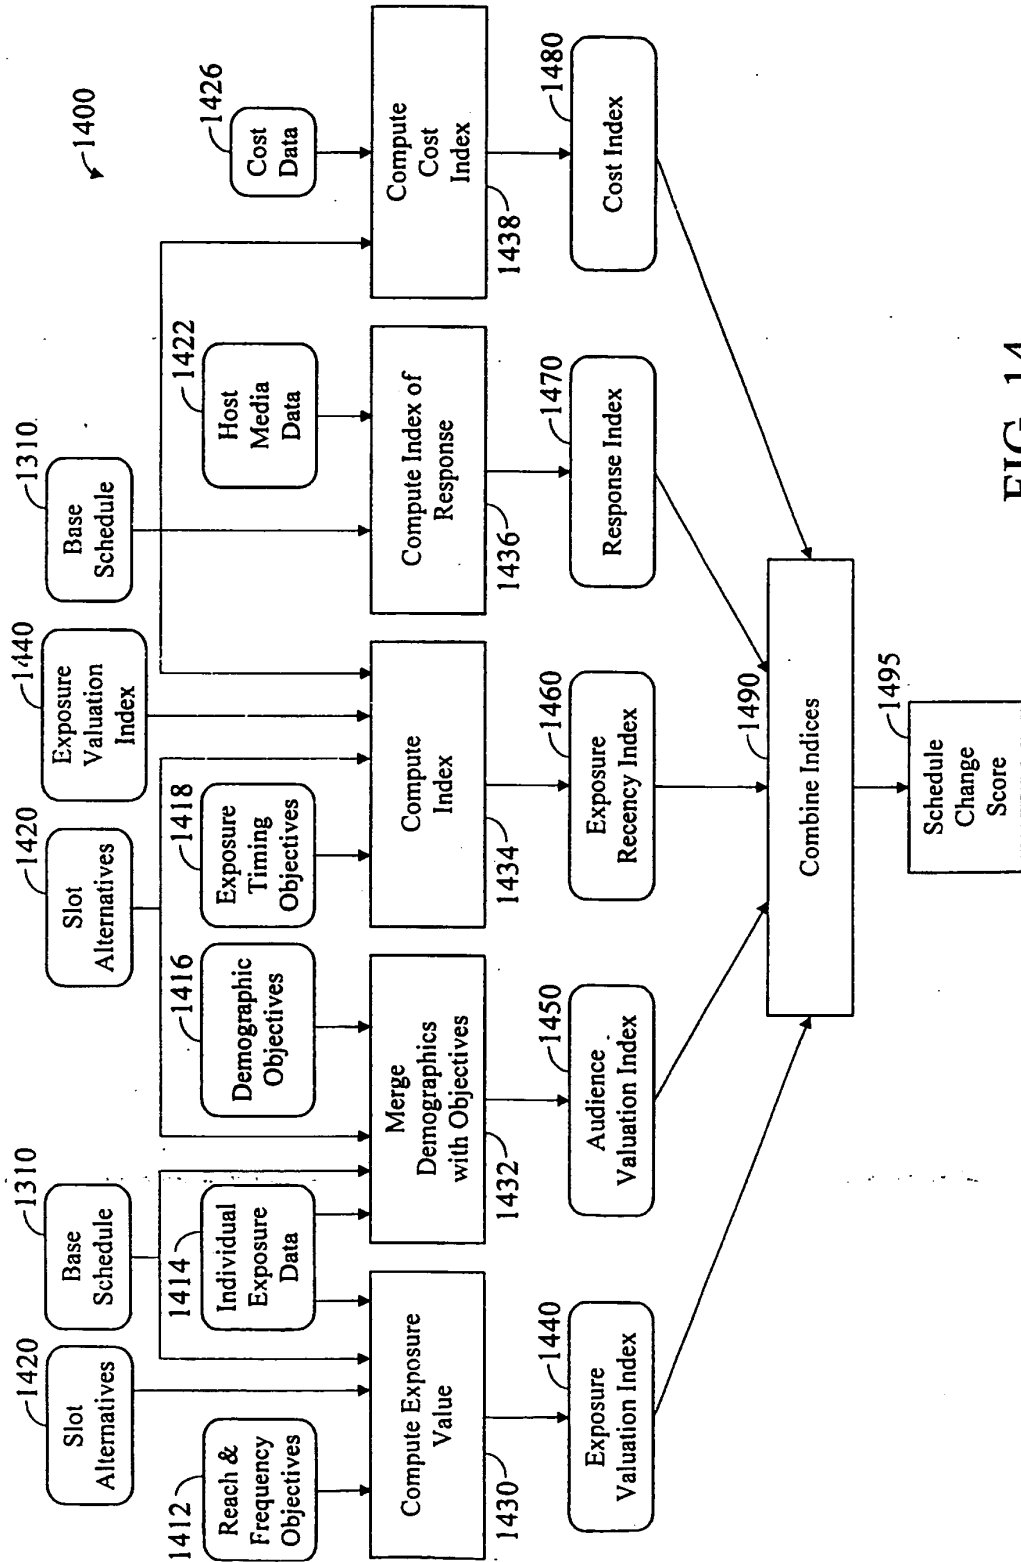 1400
1420
Slot
Alternatives
1310
Base
Schedule
1420
Slot
Alternatives
1440
Exposure
Valuation
Index
1310
Base
Schedule
1412
Reach &
Frequency
Objectives
1414
Individual
Exposure
Data
1416
Demographic
Objectives
1418
Exposure
Timing
Objectives
1422
Host
Media
Data
1426
Cost
Data
Compute Exposure
Value
1430
Merge
Demographics
with Objectives
1432
Compute
Index
1434
Compute Index of
Response
1436
Compute
Cost
Index
1438
1440
Exposure
Valuation Index
1450
Audience
Valuation Index
1460
Exposure
Recency Index
1470
Response Index
1480
Cost Index
1490
Combine Indices
1495
Schedule
Change
Score
FIG. 14